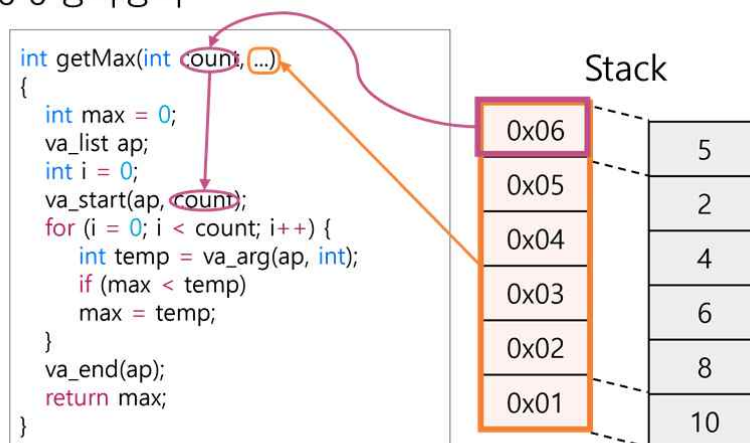 int getMax(int count, ...)
{
int max = 0;
va_list ap;
int i = 0;
va_start(ap, count);
for (i = 0; i < count; i++) {
int temp = va_arg(ap, int);
if (max < temp)
max = temp;
}
va_end(ap);
return max;
}
Stack
0x06
0x05
0x04
0x03
0x02
0x01
5
2
4
6
8
10